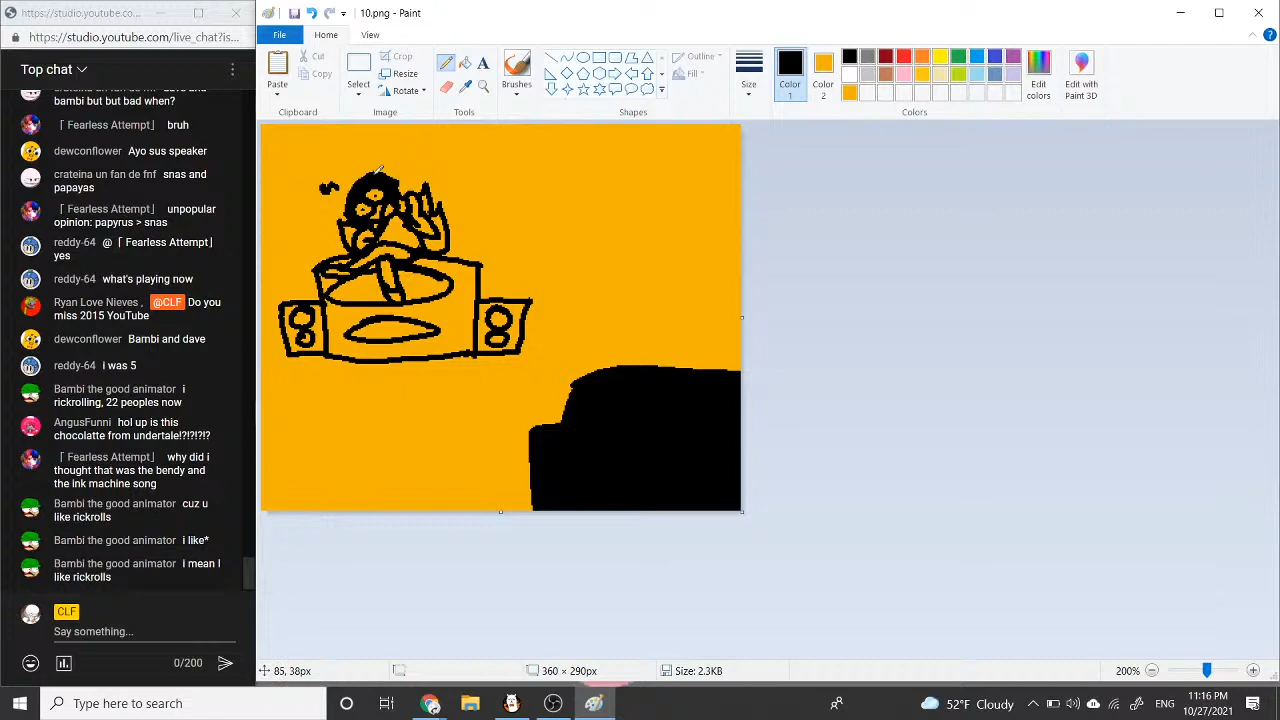 https://studio.youtube.co...
https://studio.youtube.com/live_chat?is...
Top chat
bambi but but bad when?
「 Fearless Attempt」 bruh
dewconflower Ayo sus speaker
crateina un fan de fnf snas and
papayas
「 Fearless Attempt」 unpopular
opinion: papyrus > snas
reddy-64 @「 Fearless Attempt」
yes
reddy-64 what's playing now
Ryan Love Nieves , @CLF Do you
miss 2015 YouTube
dewconflower Bambi and dave
reddy-64 i was 5
Bambi the good animator i
rickrolling, 22 peoples now
AngusFunni hol up is this
chocolatte from undertale!?!?!?!?
「 Fearless Attempt」 why did i
thought that was the bendy and
the ink machine song
Bambi the good animator cuz u
like rickrolls
Bambi the good animator i like*
Bambi the good animator i mean I
like rickrolls
CLF
Say something...
0/200
10.png - Paint
File Home View
Paste
Cut
Copy
Clipboard
Select
Crop
Resize
Rotate
Image
A
Tools
Brushes
Outline
Fill
Shapes
Size
Color
1
Color
2
Edit
colors
Edit with
Paint 3D
Colors
85, 38px
360 × 290px
Size: 2.3KB
200%
Type here to search
52°F Cloudy
ENG
11:16 PM
10/27/2021